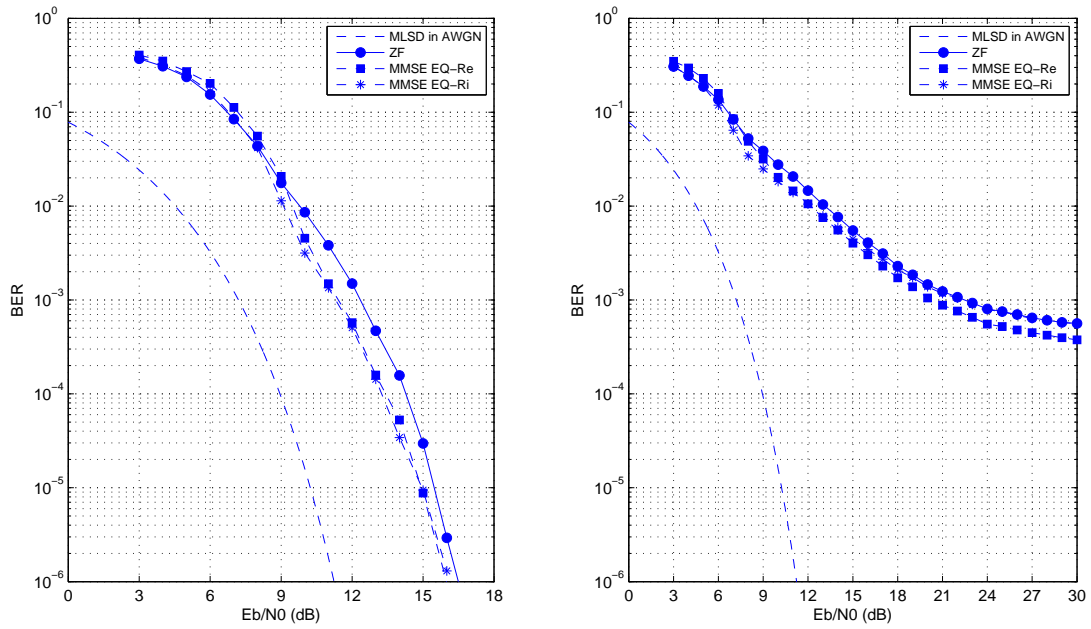 MLSD in AWGN
ZF
MMSE EQ−Re
MMSE EQ−Ri
10^0
10^−1
10^−2
10^−3
10^−4
10^−5
10^−6
BER
0 3 6 9 12 15 18
Eb/N0 (dB)
MLSD in AWGN
ZF
MMSE EQ−Re
MMSE EQ−Ri
10^0
10^−1
10^−2
10^−3
10^−4
10^−5
10^−6
BER
0 3 6 9 12 15 18 21 24 27 30
Eb/N0 (dB)